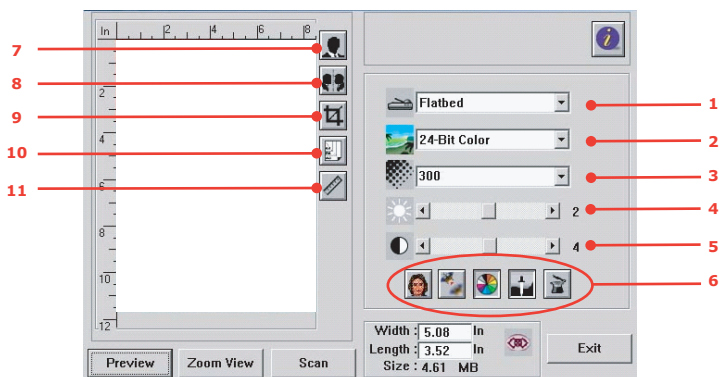 In 2 4 6 8
2
4
6
8
10
12
7
8
9
10
11
i
Flatbed
24-Bit Color
300
2
4
1
2
3
4
5
6
Width : 5.08 In
Length : 3.52 In
Size : 4.61 MB
Exit
Preview Zoom View Scan